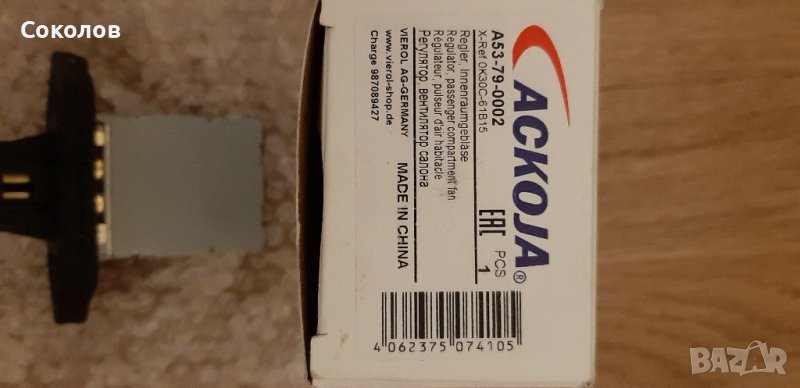 Соколов
ACKOJA®
A53-79-0002
X-Ref 0K30C-61B15
Regler, Innenraumgebläse
Regulator, passenger compartment fan
Régulateur, pulseur d'air habitacle
Регулятор, вентилятор салона
VIEROL AG-GERMANY
MADE IN CHINA
www.vierol-shop.de
Charge 987089427
EAC
PCS
1
4 062375 074105
BAZAR
bg